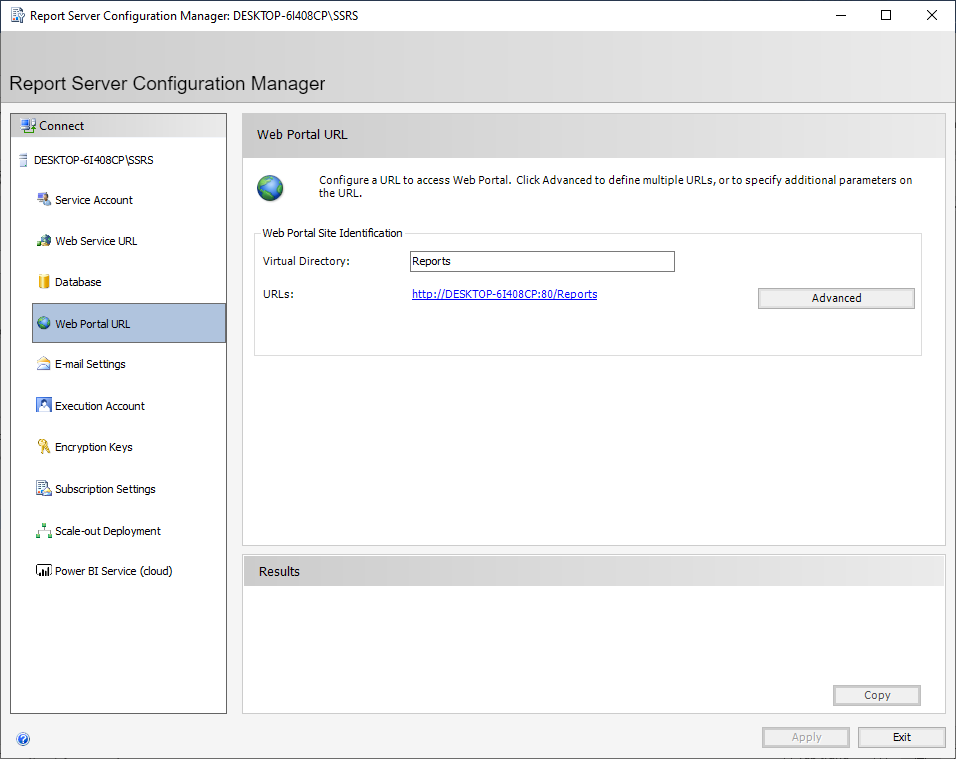 Report Server Configuration Manager: DESKTOP-6I408CP\SSRS
Report Server Configuration Manager
Connect
DESKTOP-6I408CP\SSRS
Service Account
Web Service URL
Database
Web Portal URL
E-mail Settings
Execution Account
Encryption Keys
Subscription Settings
Scale-out Deployment
Power BI Service (cloud)
Web Portal URL
Configure a URL to access Web Portal. Click Advanced to define multiple URLs, or to specify additional parameters on
the URL.
Web Portal Site Identification
Virtual Directory: Reports
URLs: http://DESKTOP-6I408CP:80/Reports
Advanced
Results
Copy
Apply Exit